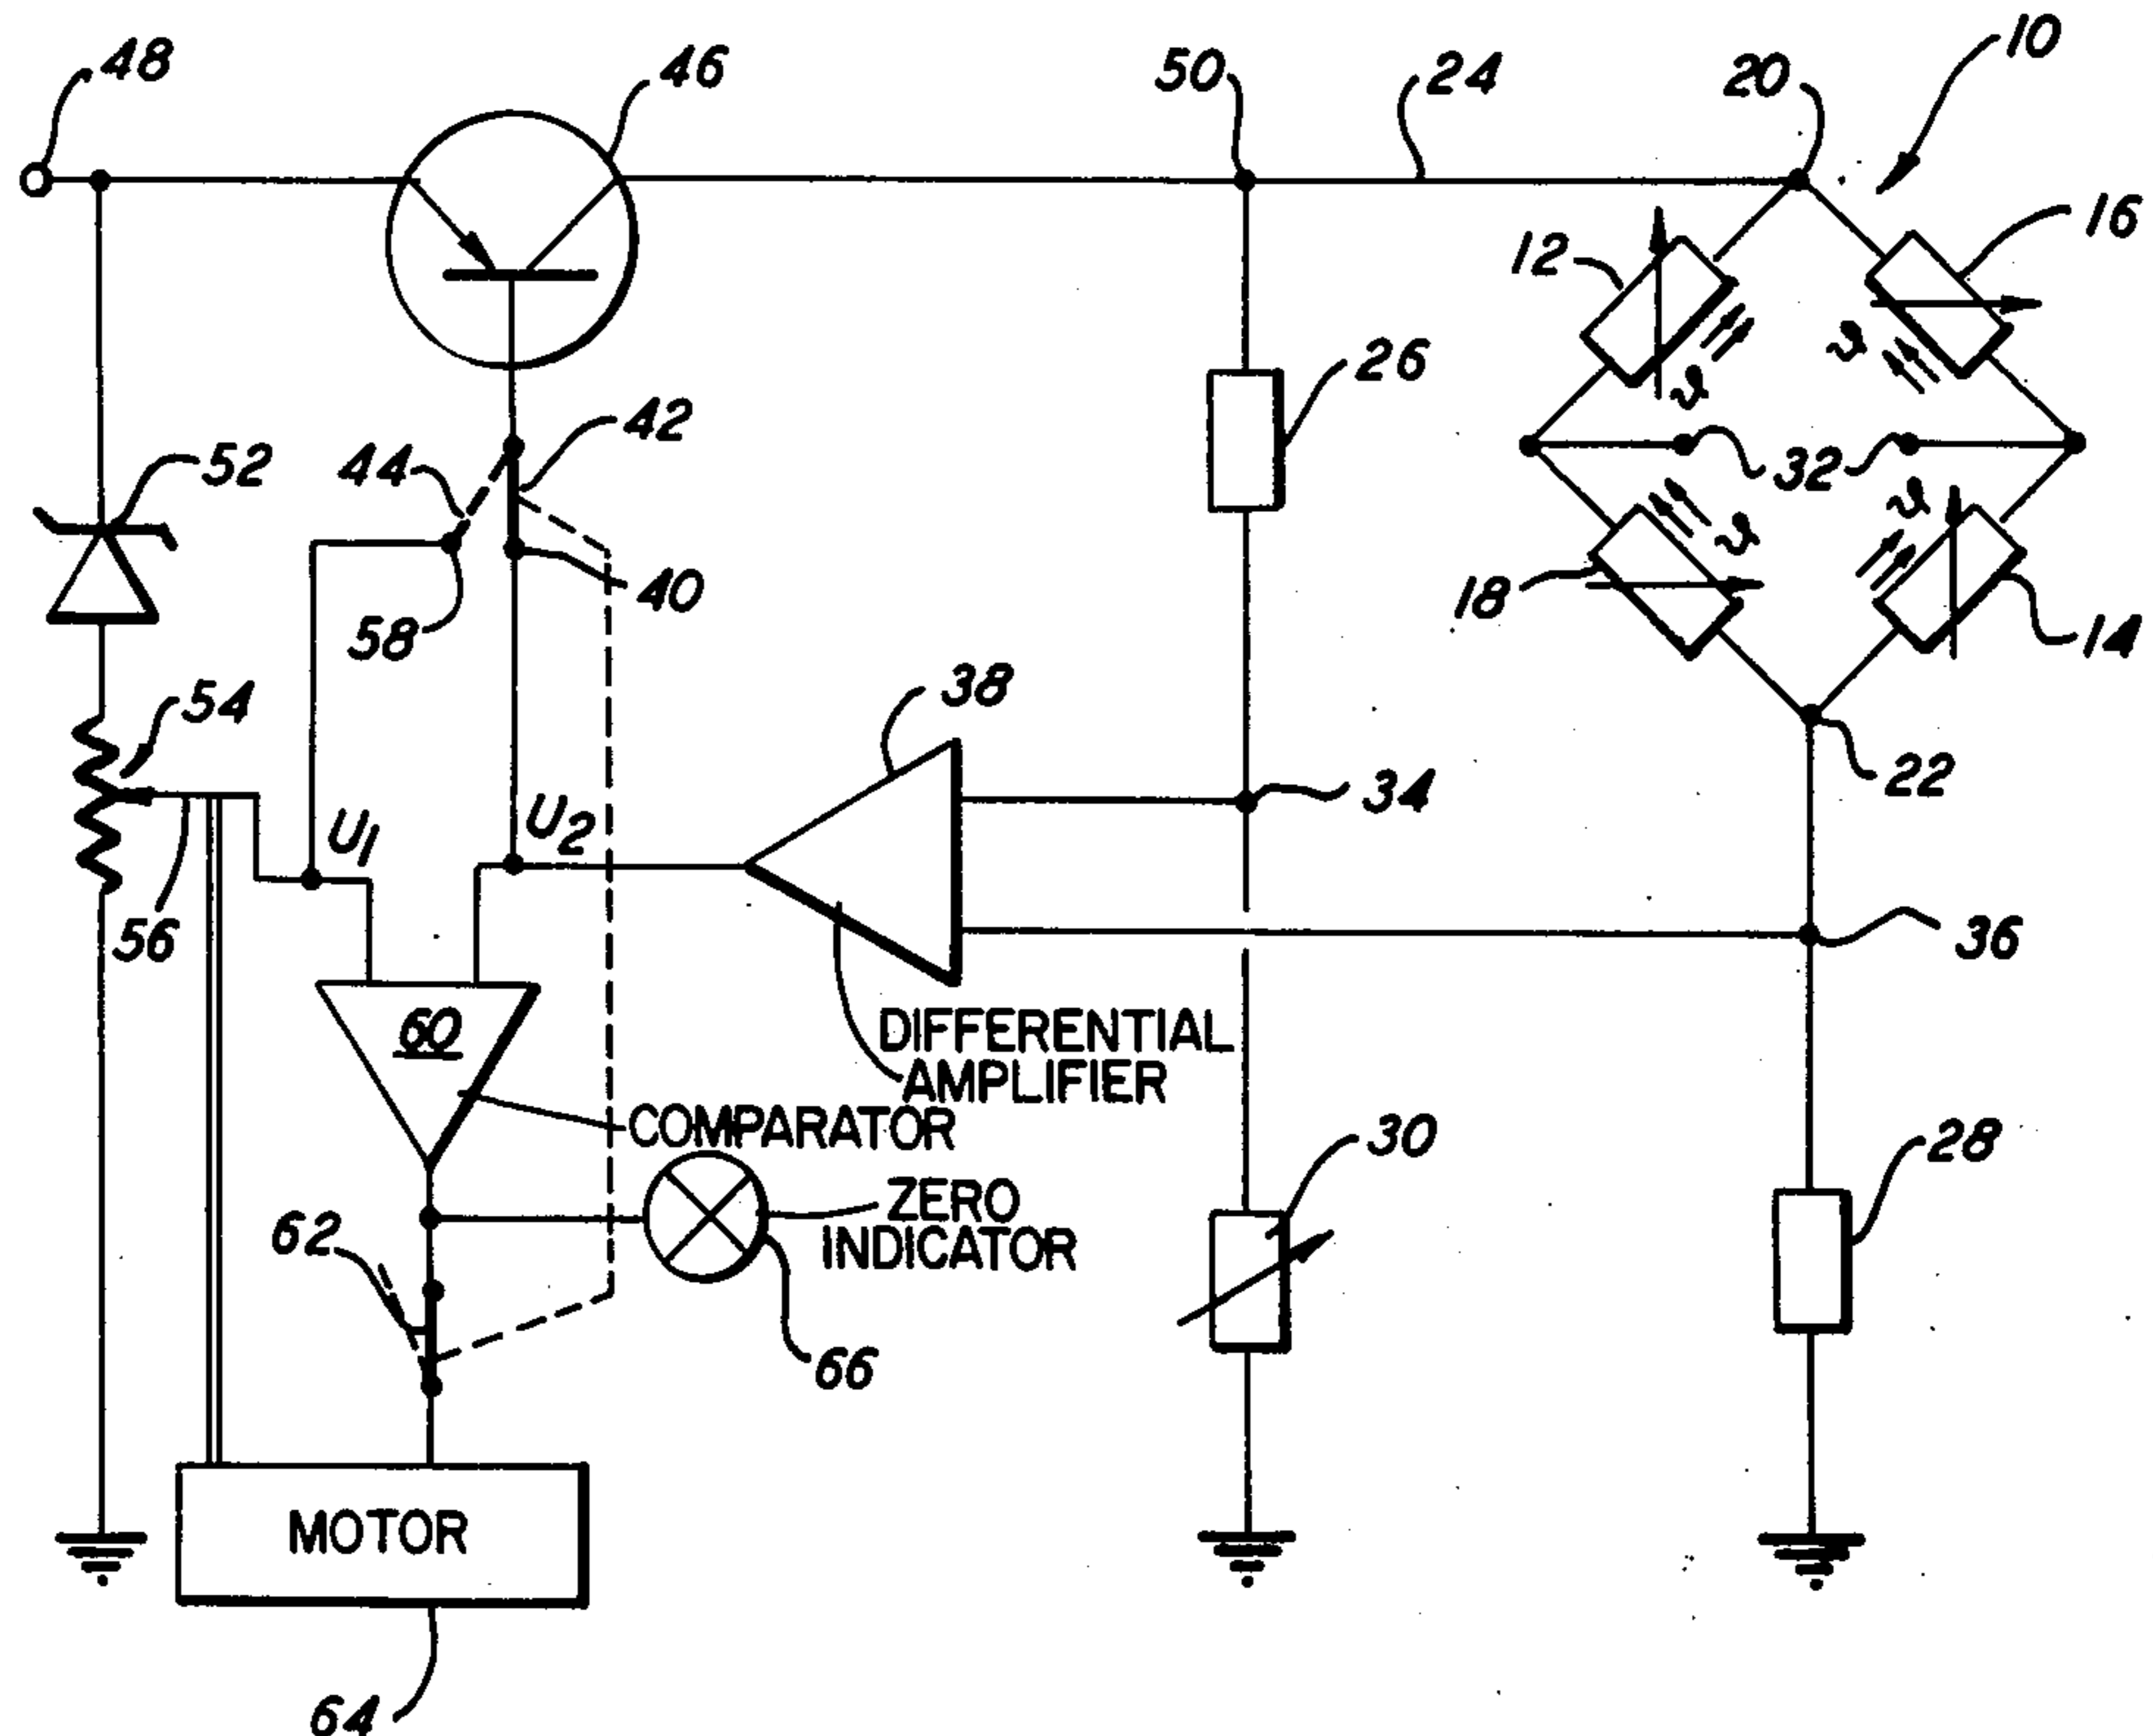 48
46
50
24
20
10
12
16
ϑ
ϑ
26
42
44
52
32
ϑ
ϑ
40
18
58
14
54
38
34
22
U1
U2
56
36
60
DIFFERENTIAL
AMPLIFIER
COMPARATOR
30
28
62
ZERO
INDICATOR
66
MOTOR
64